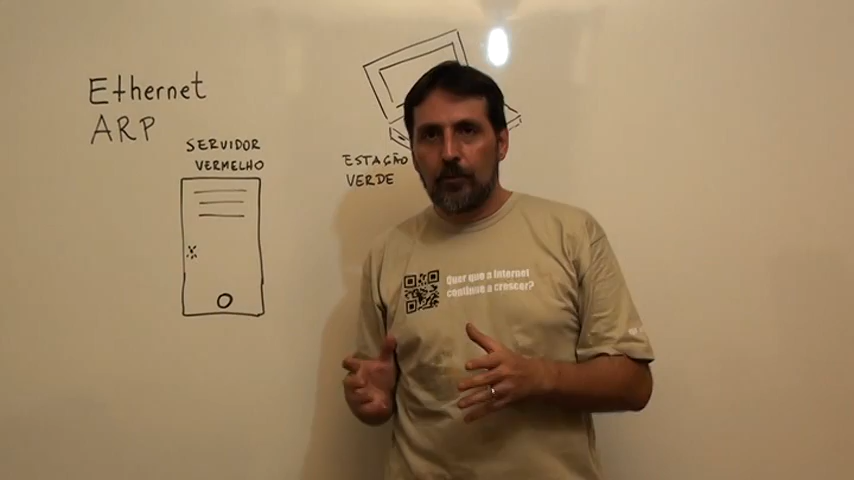 Ethernet
ARP
SERVIDOR
VERMELHO
ESTAÇÃO
VERDE
Quer que a Internet
continue a crescer?